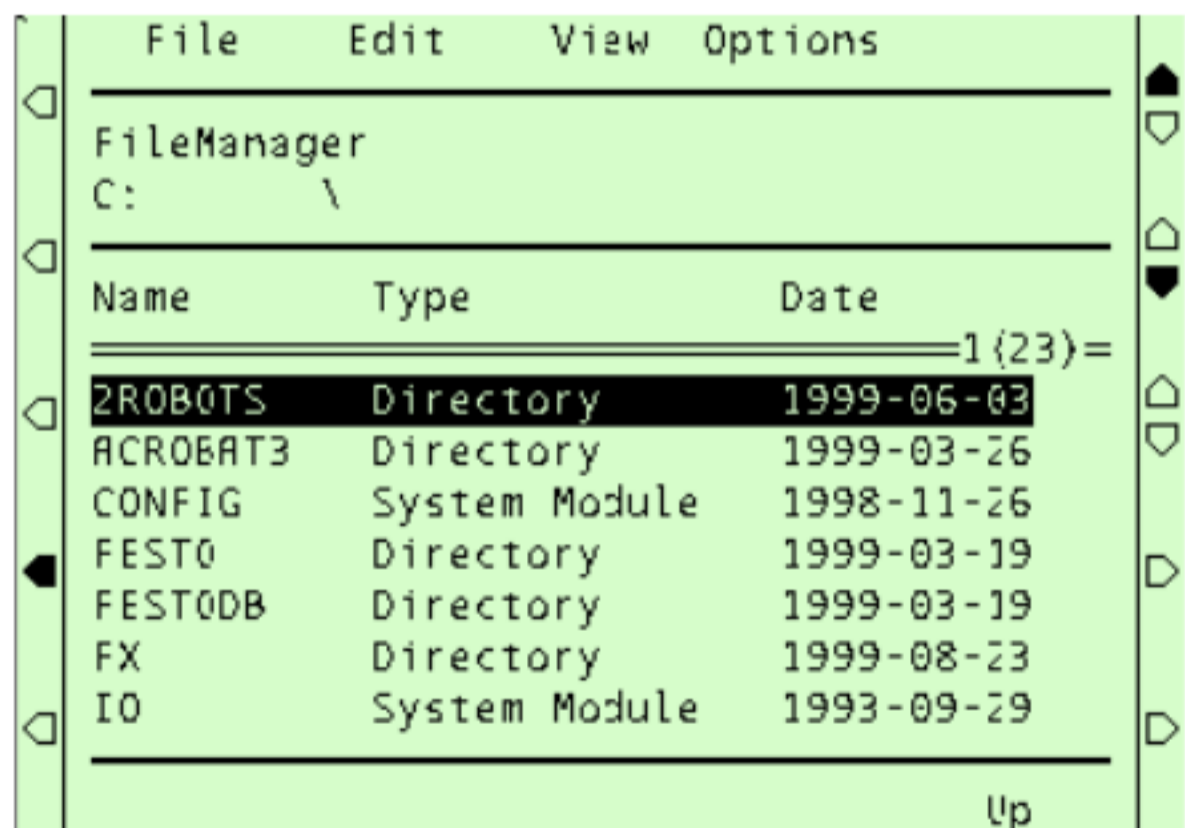 File Edit View Options
FileManager
C: \
Name Type Date
1(23)
2ROBOTS Directory 1999-06-03
ACROBAT3 Directory 1999-03-26
CONFIG System Module 1998-11-26
FESTO Directory 1999-03-19
FESTODB Directory 1999-03-19
FX Directory 1999-08-23
IO System Module 1993-09-29
Up